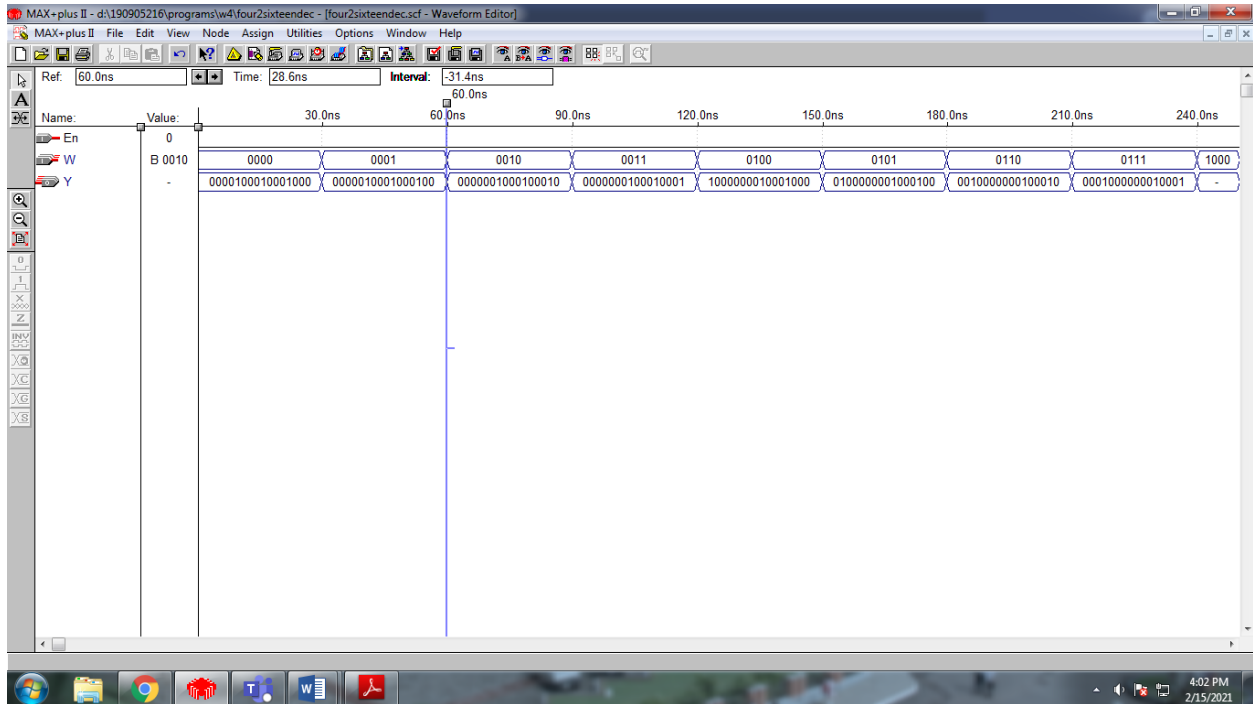 MAX+plus II - d:\190905216\programs\w4\four2sixteendec - [four2sixteendec.scf - Waveform Editor]
MAX+plus II File Edit View Node Assign Utilities Options Window Help
Ref: 60.0ns Time: 28.6ns Interval: -31.4ns
60.0ns
Name: Value: 30.0ns 60.0ns 90.0ns 120.0ns 150.0ns 180.0ns 210.0ns 240.0ns
En 0
W B 0010 0000 0001 0010 0011 0100 0101 0110 0111 1000
Y - 0000100010001000 0000010001000100 0000001000100010 0000000100010001 1000000010001000 0100000001000100 0010000000100010 0001000000010001 -
4:02 PM
2/15/2021